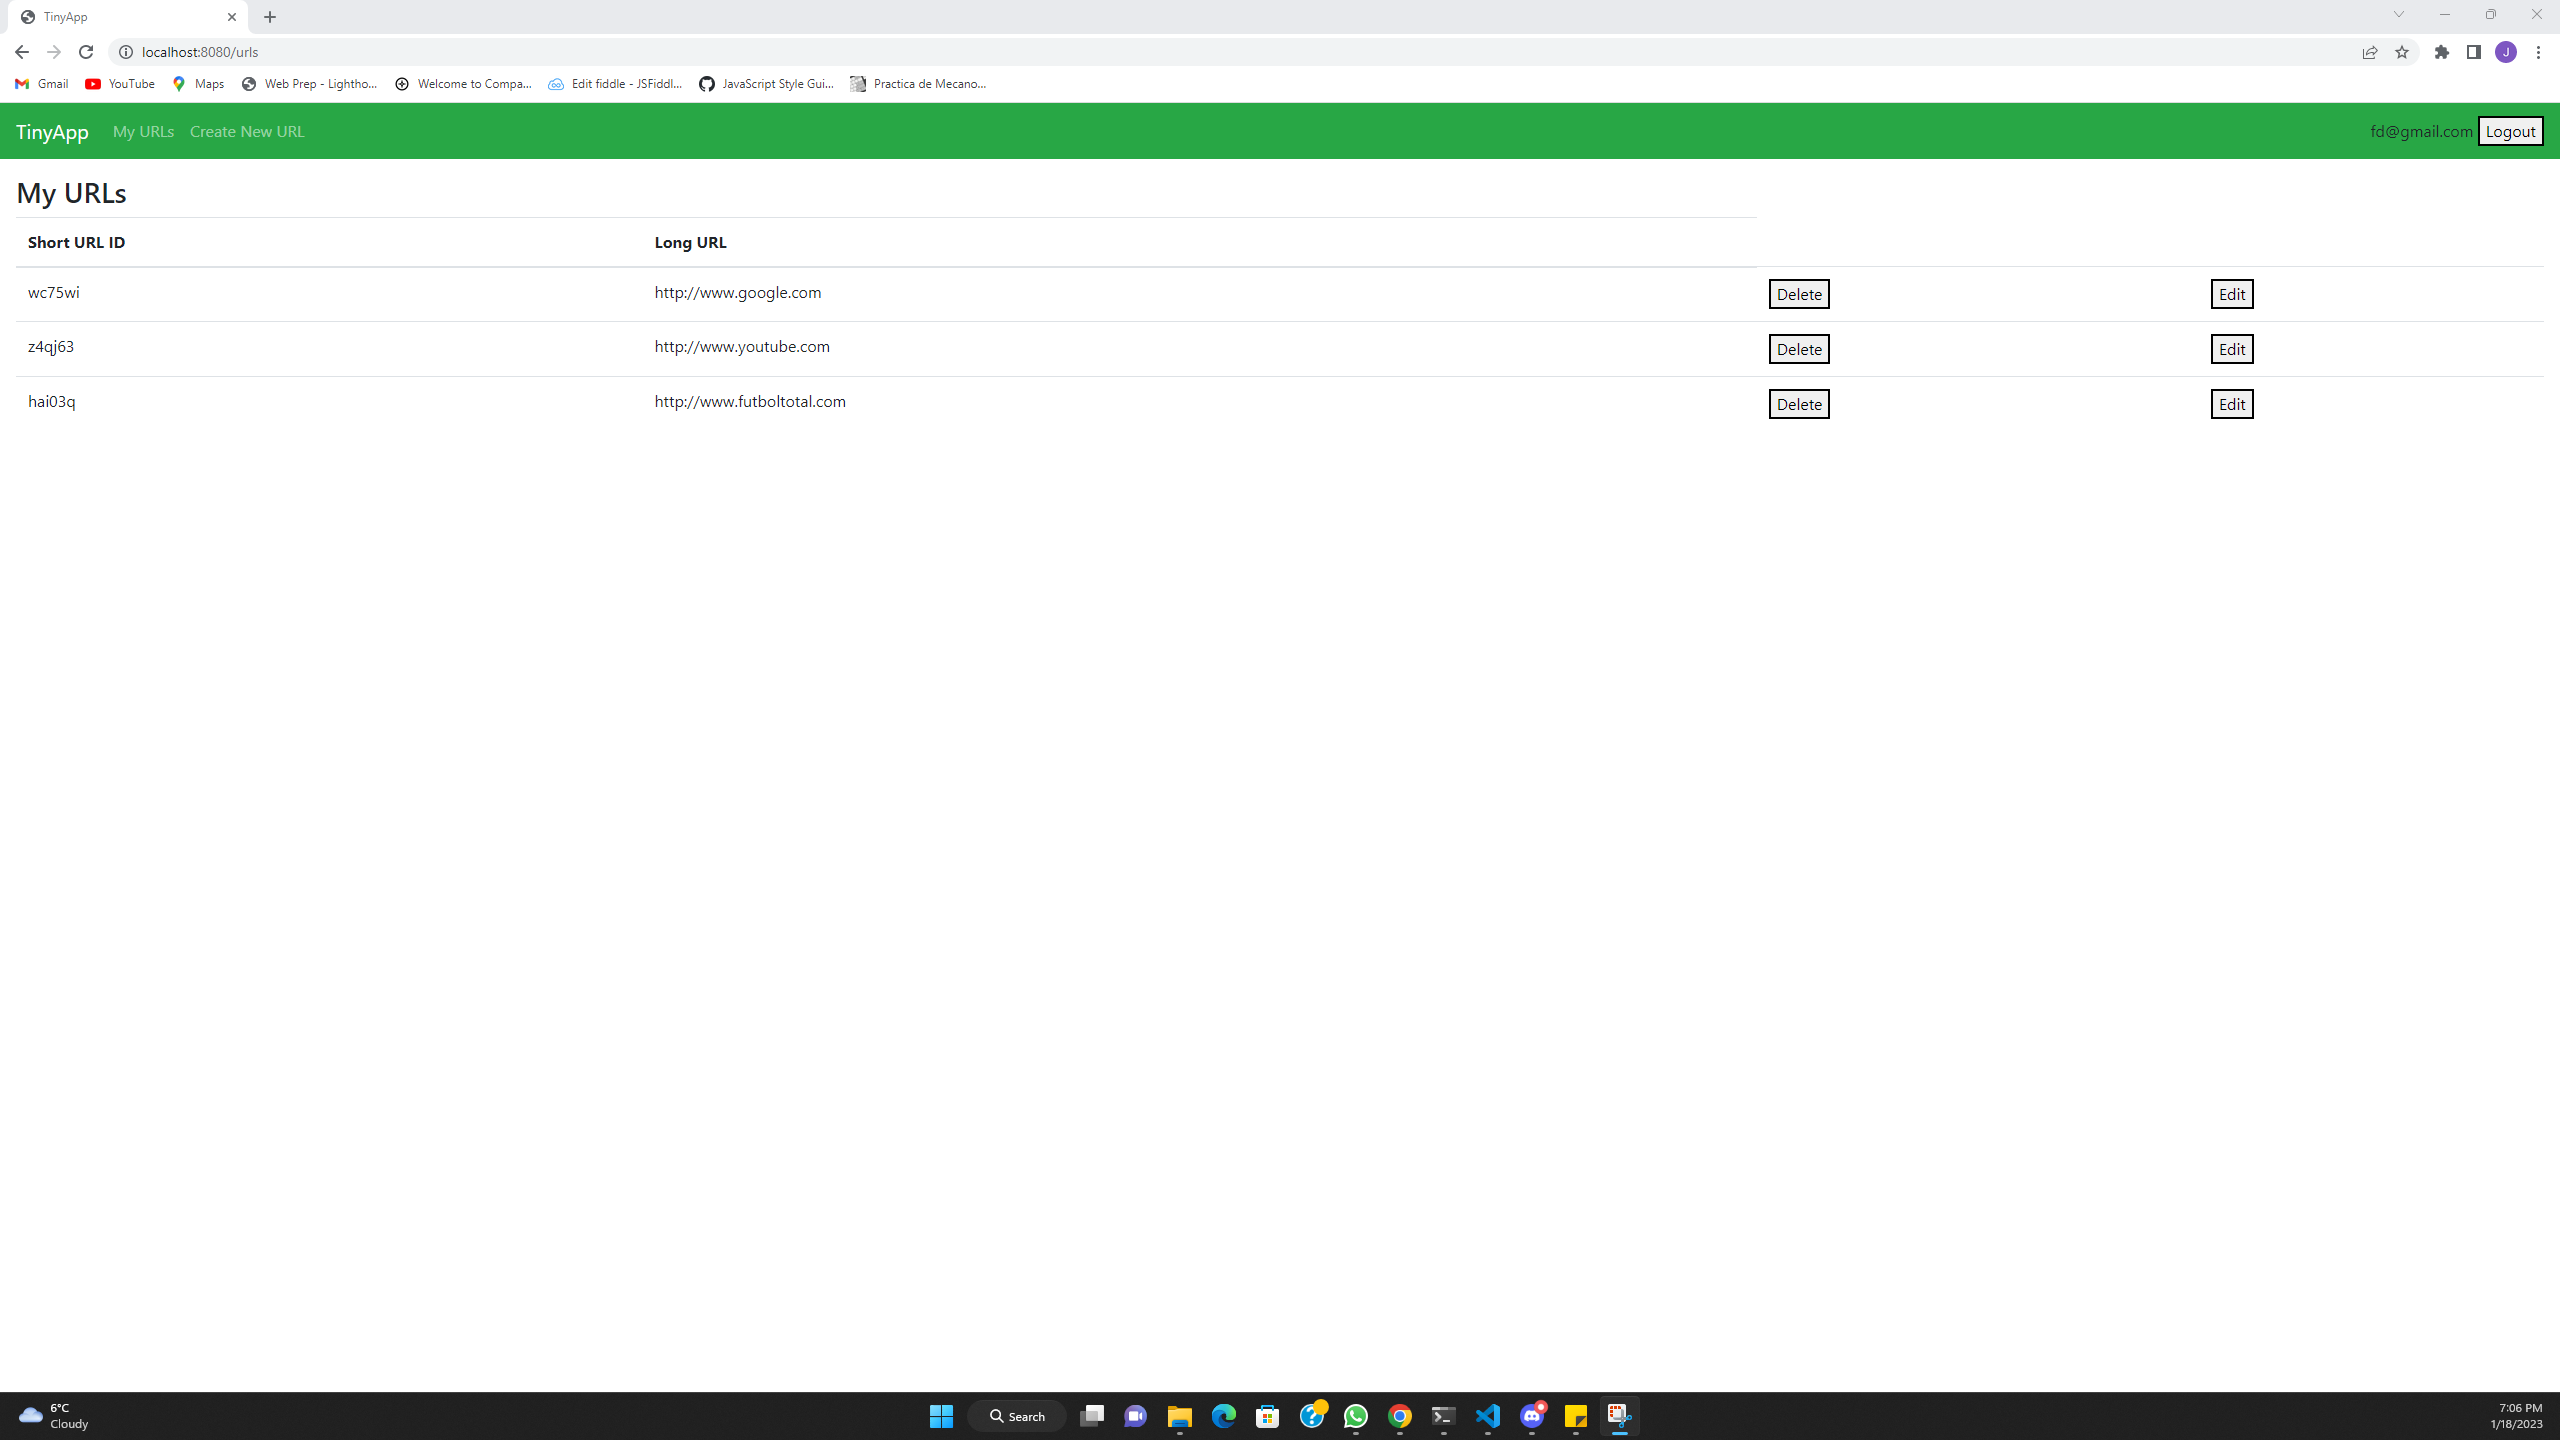 TinyApp
localhost:8080/urls
Gmail YouTube Maps Web Prep - Lightho... Welcome to Compa... Edit fiddle - JSFiddl... JavaScript Style Gui... Practica de Mecano...
J
TinyApp My URLs Create New URL fd@gmail.com Logout
My URLs
Short URL ID Long URL
wc75wi http://www.google.com Delete Edit
z4qj63 http://www.youtube.com Delete Edit
hai03q http://www.futboltotal.com Delete Edit
6°C
Cloudy
Search
7:06 PM
1/18/2023